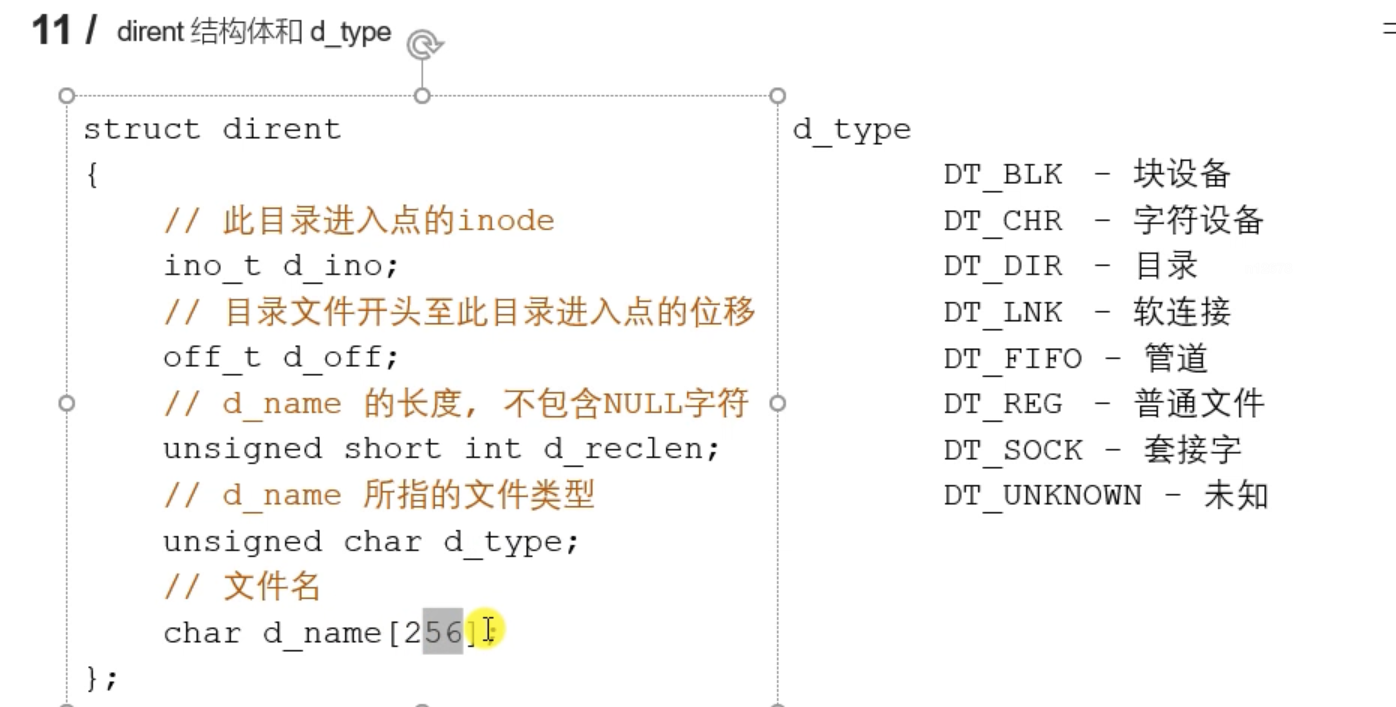 11 / dirent 结构体和 d_type
struct dirent
{
// 此目录进入点的inode
ino_t d_ino;
// 目录文件开头至此目录进入点的位移
off_t d_off;
// d_name 的长度, 不包含NULL字符
unsigned short int d_reclen;
// d_name 所指的文件类型
unsigned char d_type;
// 文件名
char d_name[256];
};
d_type
DT_BLK - 块设备
DT_CHR - 字符设备
DT_DIR - 目录
DT_LNK - 软连接
DT_FIFO - 管道
DT_REG - 普通文件
DT_SOCK - 套接字
DT_UNKNOWN - 未知